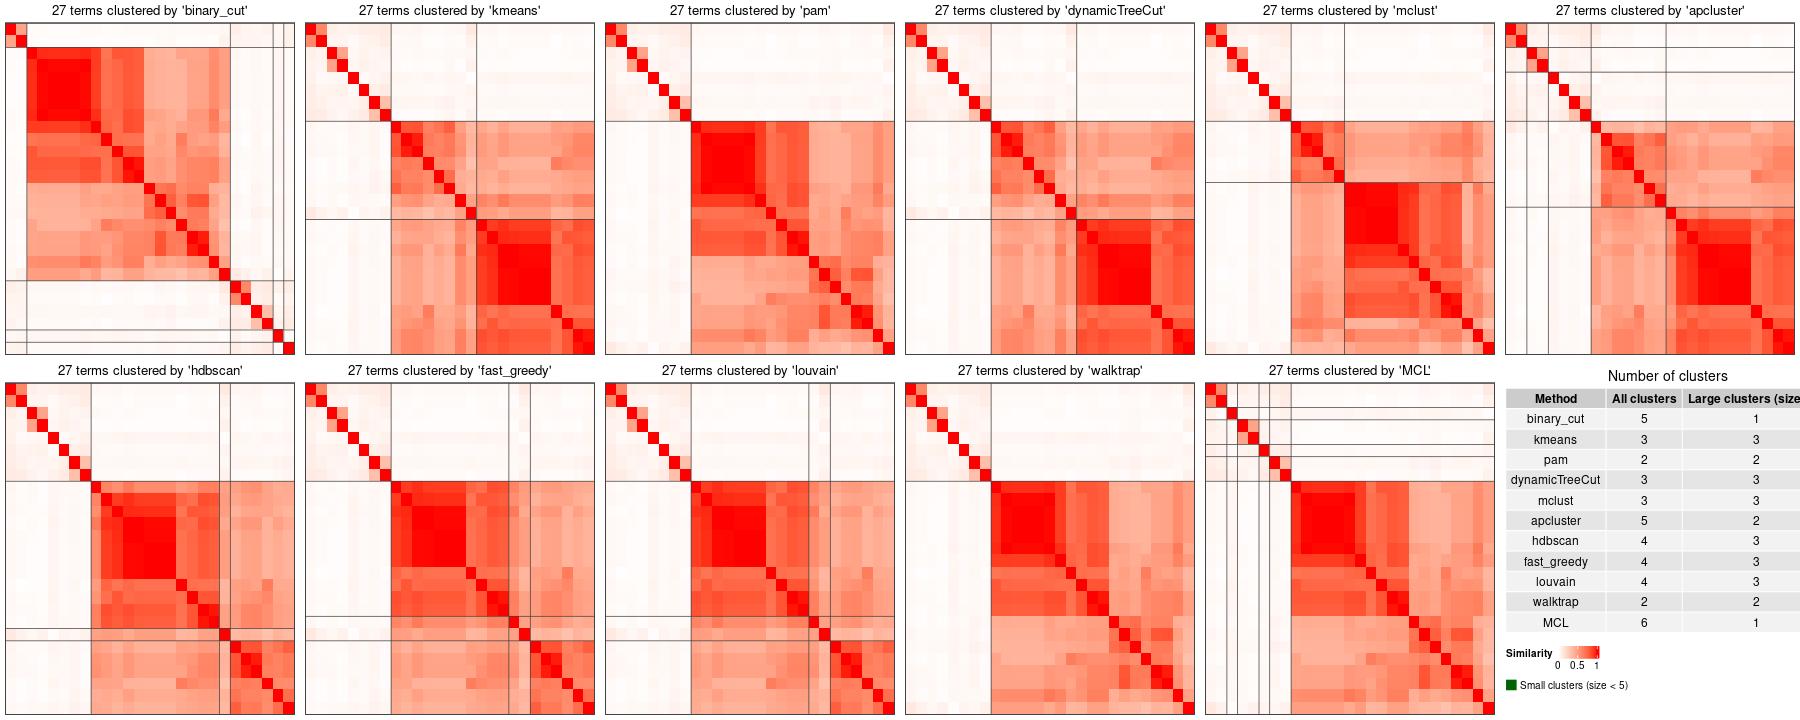 27 terms clustered by 'binary_cut'
27 terms clustered by 'kmeans'
27 terms clustered by 'pam'
27 terms clustered by 'dynamicTreeCut'
27 terms clustered by 'mclust'
27 terms clustered by 'apcluster'
27 terms clustered by 'hdbscan'
27 terms clustered by 'fast_greedy'
27 terms clustered by 'louvain'
27 terms clustered by 'walktrap'
27 terms clustered by 'MCL'
Number of clusters
Method All clusters Large clusters (size
binary_cut 5 1
kmeans 3 3
pam 2 2
dynamicTreeCut 3 3
mclust 3 3
apcluster 5 2
hdbscan 4 3
fast_greedy 4 3
louvain 4 3
walktrap 2 2
MCL 6 1
Similarity
0 0.5 1
Small clusters (size < 5)